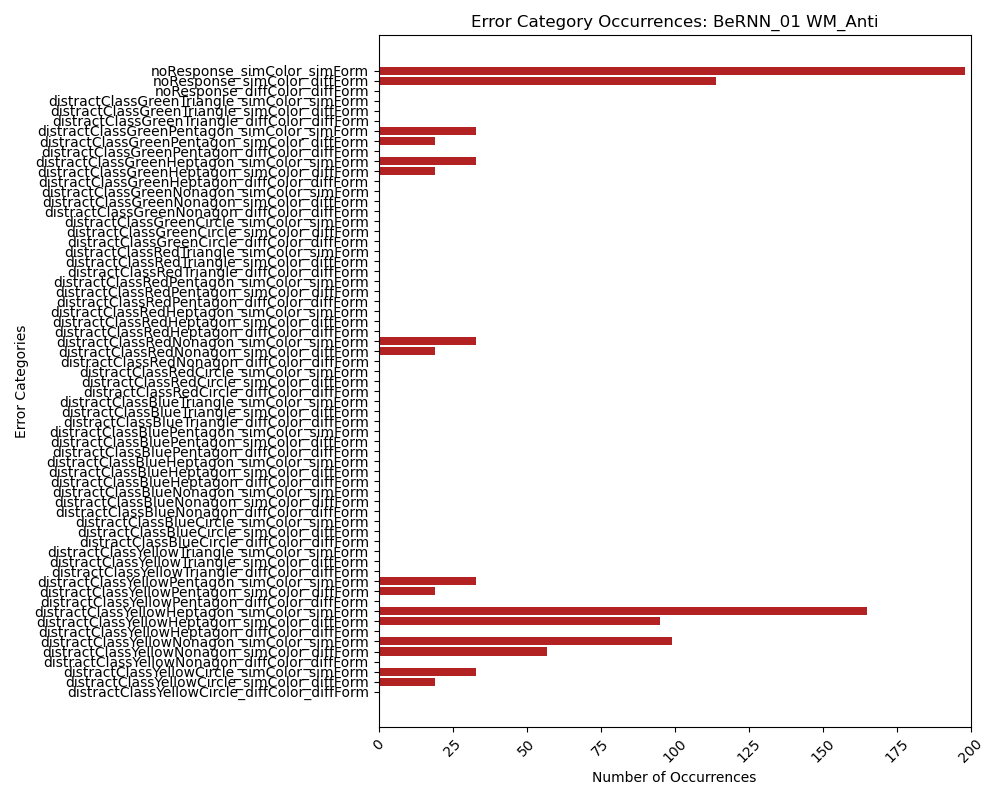 Error Category Occurrences: BeRNN_01 WM_Anti
noResponse_simColor_simForm
noResponse_simColor_diffForm
noResponse_diffColor_diffForm
distractClassGreenTriangle_simColor_simForm
distractClassGreenTriangle_simColor_diffForm
distractClassGreenTriangle_diffColor_diffForm
distractClassGreenPentagon_simColor_simForm
distractClassGreenPentagon_simColor_diffForm
distractClassGreenPentagon_diffColor_diffForm
distractClassGreenHeptagon_simColor_simForm
distractClassGreenHeptagon_simColor_diffForm
distractClassGreenHeptagon_diffColor_diffForm
distractClassGreenNonagon_simColor_simForm
distractClassGreenNonagon_simColor_diffForm
distractClassGreenNonagon_diffColor_diffForm
distractClassGreenCircle_simColor_simForm
distractClassGreenCircle_simColor_diffForm
distractClassGreenCircle_diffColor_diffForm
distractClassRedTriangle_simColor_simForm
distractClassRedTriangle_simColor_diffForm
distractClassRedTriangle_diffColor_diffForm
distractClassRedPentagon_simColor_simForm
distractClassRedPentagon_simColor_diffForm
distractClassRedPentagon_diffColor_diffForm
distractClassRedHeptagon_simColor_simForm
distractClassRedHeptagon_simColor_diffForm
distractClassRedHeptagon_diffColor_diffForm
distractClassRedNonagon_simColor_simForm
distractClassRedNonagon_simColor_diffForm
distractClassRedNonagon_diffColor_diffForm
distractClassRedCircle_simColor_simForm
distractClassRedCircle_simColor_diffForm
distractClassRedCircle_diffColor_diffForm
distractClassBlueTriangle_simColor_simForm
distractClassBlueTriangle_simColor_diffForm
distractClassBlueTriangle_diffColor_diffForm
distractClassBluePentagon_simColor_simForm
distractClassBluePentagon_simColor_diffForm
distractClassBluePentagon_diffColor_diffForm
distractClassBlueHeptagon_simColor_simForm
distractClassBlueHeptagon_simColor_diffForm
distractClassBlueHeptagon_diffColor_diffForm
distractClassBlueNonagon_simColor_simForm
distractClassBlueNonagon_simColor_diffForm
distractClassBlueNonagon_diffColor_diffForm
distractClassBlueCircle_simColor_simForm
distractClassBlueCircle_simColor_diffForm
distractClassBlueCircle_diffColor_diffForm
distractClassYellowTriangle_simColor_simForm
distractClassYellowTriangle_simColor_diffForm
distractClassYellowTriangle_diffColor_diffForm
distractClassYellowPentagon_simColor_simForm
distractClassYellowPentagon_simColor_diffForm
distractClassYellowPentagon_diffColor_diffForm
distractClassYellowHeptagon_simColor_simForm
distractClassYellowHeptagon_simColor_diffForm
distractClassYellowHeptagon_diffColor_diffForm
distractClassYellowNonagon_simColor_simForm
distractClassYellowNonagon_simColor_diffForm
distractClassYellowNonagon_diffColor_diffForm
distractClassYellowCircle_simColor_simForm
distractClassYellowCircle_simColor_diffForm
distractClassYellowCircle_diffColor_diffForm
Error Categories
0 25 50 75 100 125 150 175 200
Number of Occurrences